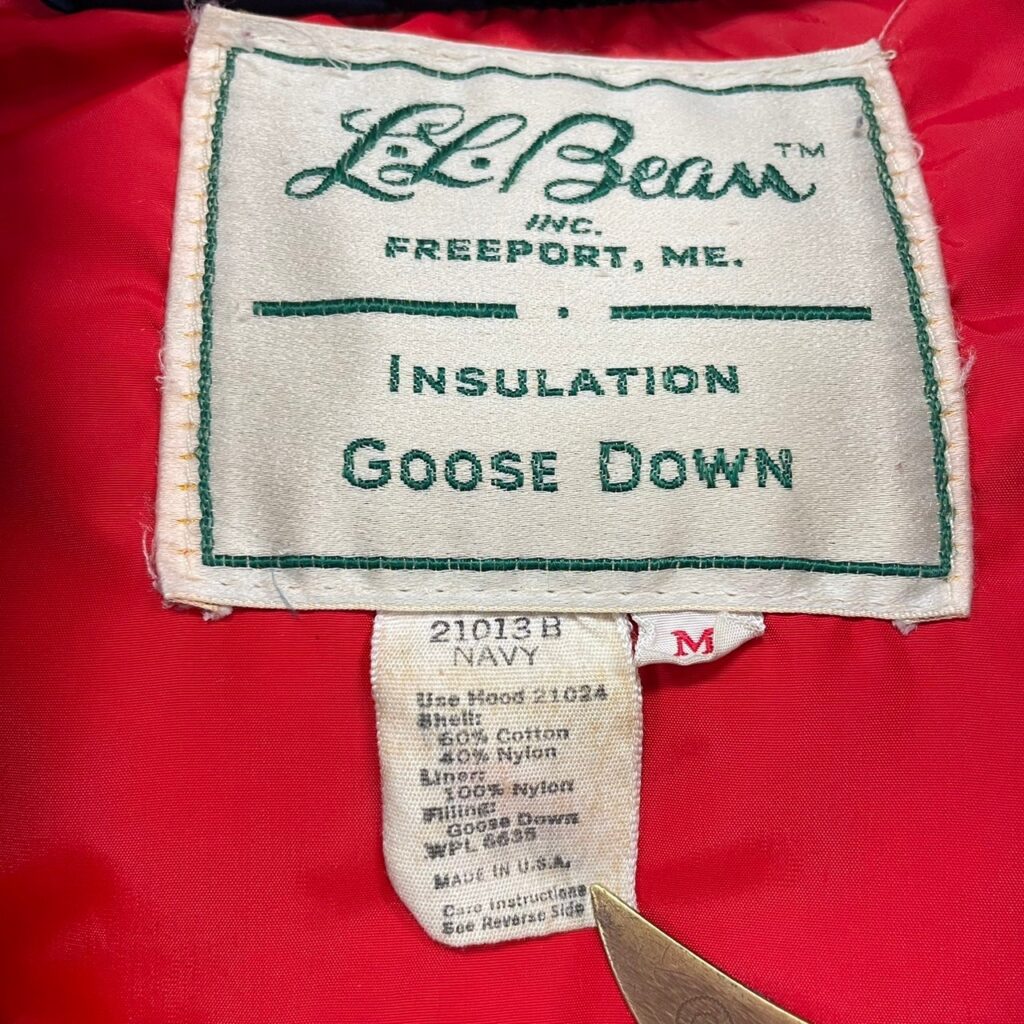 L.L.Bean™
INC.
FREEPORT, ME.
INSULATION
GOOSE DOWN
21013 B
NAVY
M
Use Hood 21024
Shell:
60% Cotton
40% Nylon
Liner:
100% Nylon
Filling:
Goose Down
WPL 6635
MADE IN U.S.A.
Care Instructions
See Reverse Side